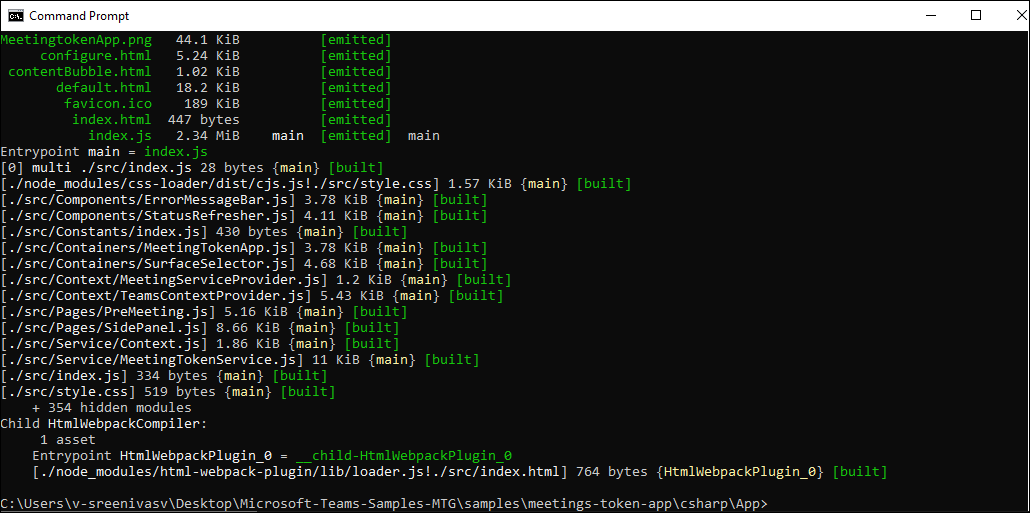 Command Prompt
MeetingtokenApp.png 44.1 KiB [emitted]
configure.html 5.24 KiB [emitted]
contentBubble.html 1.02 KiB [emitted]
default.html 18.2 KiB [emitted]
favicon.ico 189 KiB [emitted]
index.html 447 bytes [emitted]
index.js 2.34 MiB main [emitted] main
Entrypoint main = index.js
[0] multi ./src/index.js 28 bytes {main} [built]
[./node_modules/css-loader/dist/cjs.js!./src/style.css] 1.57 KiB {main} [built]
[./src/Components/ErrorMessageBar.js] 3.78 KiB {main} [built]
[./src/Components/StatusRefresher.js] 4.11 KiB {main} [built]
[./src/Constants/index.js] 430 bytes {main} [built]
[./src/Containers/MeetingTokenApp.js] 3.78 KiB {main} [built]
[./src/Containers/SurfaceSelector.js] 4.68 KiB {main} [built]
[./src/Context/MeetingServiceProvider.js] 1.2 KiB {main} [built]
[./src/Context/TeamsContextProvider.js] 5.43 KiB {main} [built]
[./src/Pages/PreMeeting.js] 5.16 KiB {main} [built]
[./src/Pages/SidePanel.js] 8.66 KiB {main} [built]
[./src/Service/Context.js] 1.86 KiB {main} [built]
[./src/Service/MeetingTokenService.js] 11 KiB {main} [built]
[./src/index.js] 334 bytes {main} [built]
[./src/style.css] 519 bytes {main} [built]
+ 354 hidden modules
Child HtmlWebpackCompiler:
1 asset
Entrypoint HtmlWebpackPlugin_0 = __child-HtmlWebpackPlugin_0
[./node_modules/html-webpack-plugin/lib/loader.js!./src/index.html] 764 bytes {HtmlWebpackPlugin_0} [built]
C:\Users\v-sreenivasv\Desktop\Microsoft-Teams-Samples-MTG\samples\meetings-token-app\csharp\App>